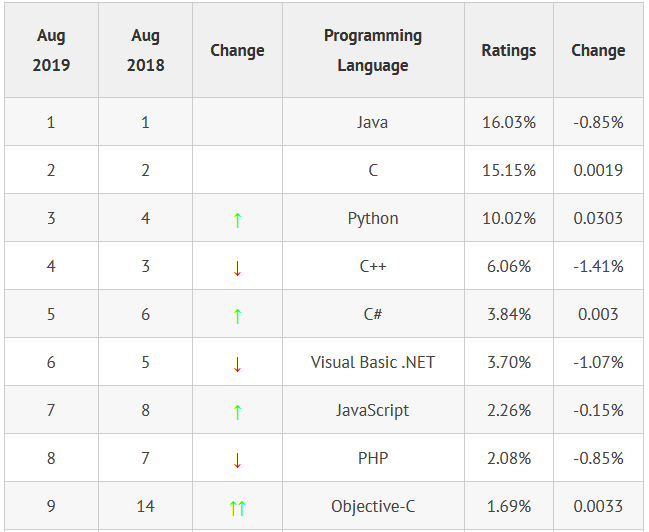 Aug 2019 Aug 2018 Change Programming Language Ratings Change
1 1 Java 16.03% -0.85%
2 2 C 15.15% 0.0019
3 4 ↑ Python 10.02% 0.0303
4 3 ↓ C++ 6.06% -1.41%
5 6 ↑ C# 3.84% 0.003
6 5 ↓ Visual Basic .NET 3.70% -1.07%
7 8 ↑ JavaScript 2.26% -0.15%
8 7 ↓ PHP 2.08% -0.85%
9 14 ↑↑ Objective-C 1.69% 0.0033